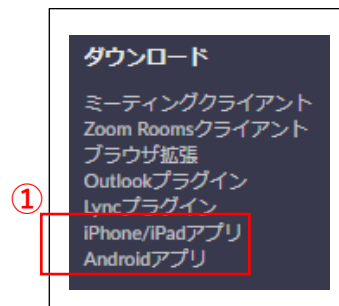 ダウンロード
ミーティングクライアント
Zoom Roomsクライアント
ブラウザ拡張
Outlookプラグイン
Lyncプラグイン
①
iPhone/iPadアプリ
Androidアプリ